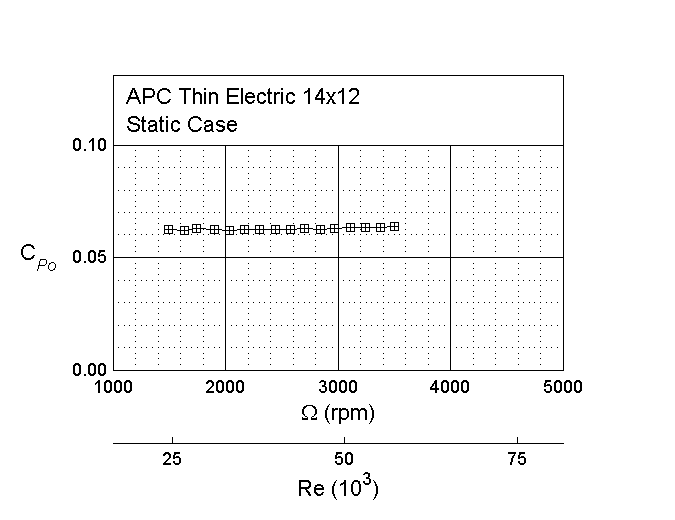 APC Thin Electric 14x12
Static Case
0.10
0.05
0.00
C_Po
1000 2000 3000 4000 5000
Ω (rpm)
25 50 75
Re (10³)